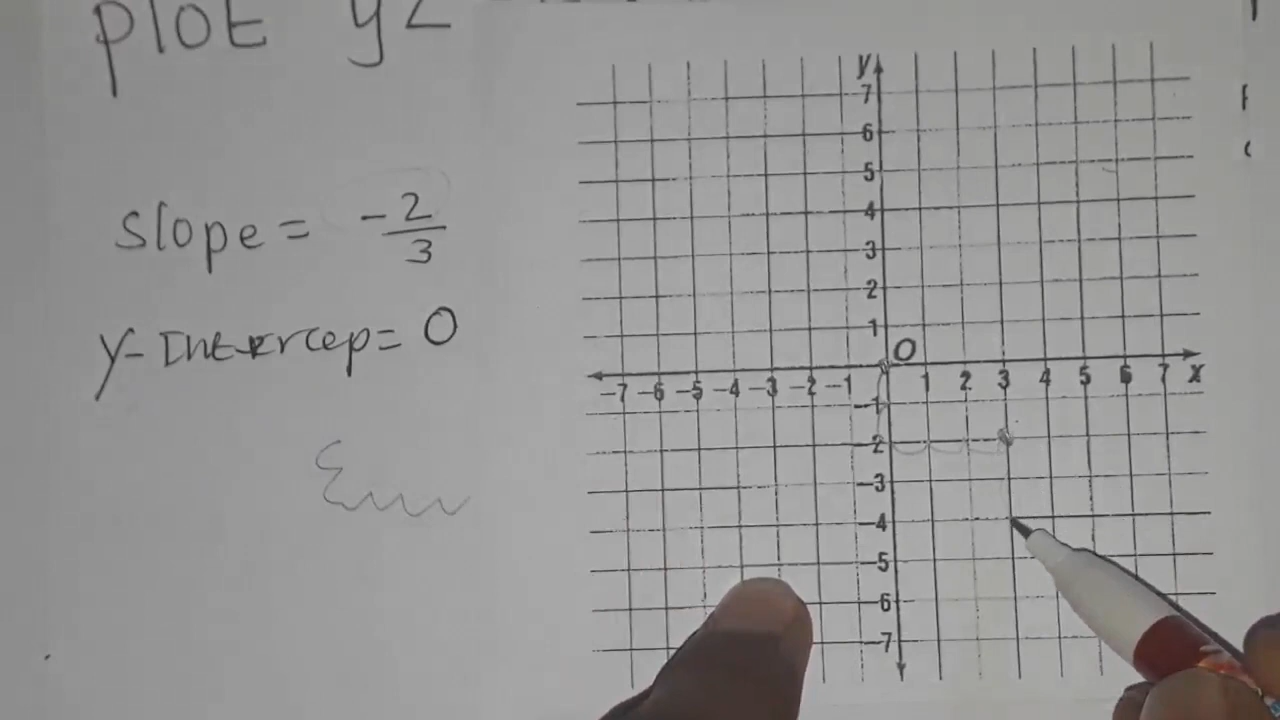 plot y
slope = -2/3
y-Intercep= 0
y
7
6
5
4
3
2
1
O
-7 -6 -5 -4 -3 -2 -1 1 2 3 4 5 6 7 x
-1
-2
-3
-4
-5
-6
-7